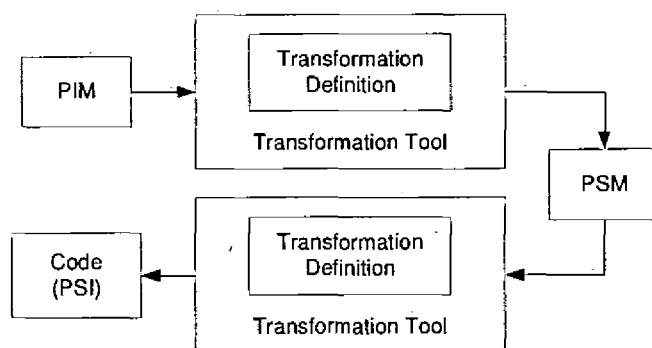 PIM
Transformation
Definition
Transformation Tool
PSM
Transformation
Definition
Transformation Tool
Code
(PSI)